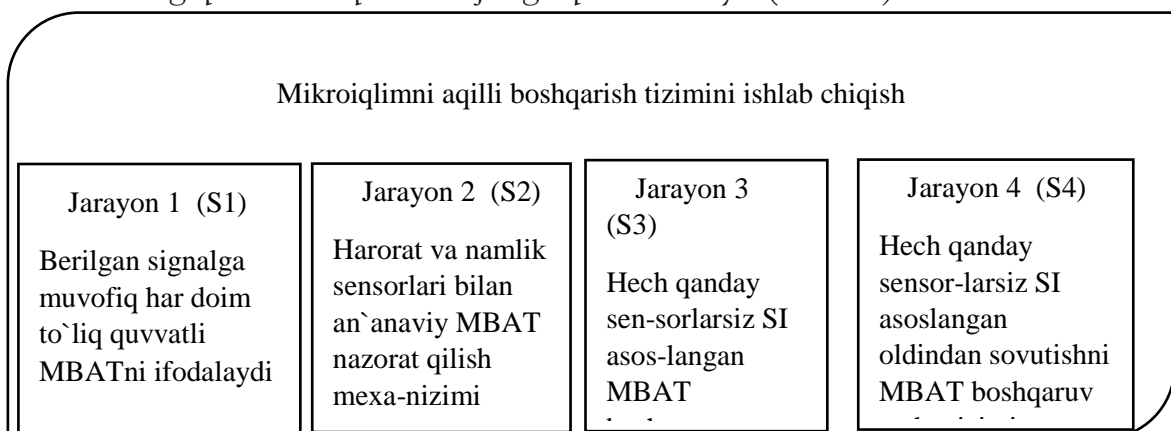 Mikroiqlimni aqilli boshqarish tizimini ishlab chiqish
Jarayon 1 (S1)
Berilgan signalga
muvofiq har doim
to`liq quvvatli
MBATni ifodalaydi
Jarayon 2 (S2)
Harorat va namlik
sensorlari bilan
an`anaviy MBAT
nazorat qilish
mexa-nizimi
Jarayon 3
(S3)
Hech qanday
sen-sorlarsiz SI
asos-langan
MBAT
Jarayon 4 (S4)
Hech qanday
sensor-larsiz SI
asoslangan
oldindan sovutishni
MBAT boshqaruv